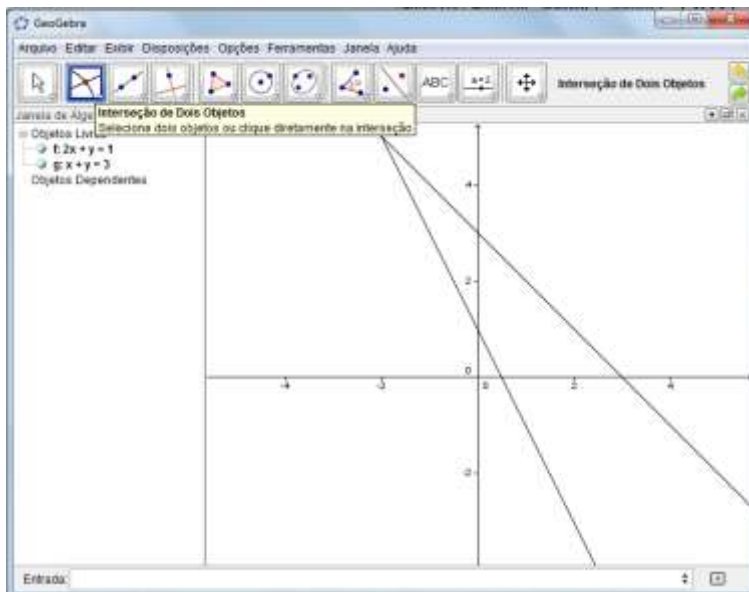 GeoGebra
Arquivo Editar Exibir Disposições Opções Ferramentas Janela Ajuda
ABC a=2 Interseção de Dois Objetos
Janela de Álge
Interseção de Dois Objetos
Seleciona dois objetos ou clique diretamente na interseção
Objetos Livres
f: 2x + y = 1
g: x + y = 3
Objetos Dependentes
4
2
0
-4 -2 0 2 4
-2
Entrada: